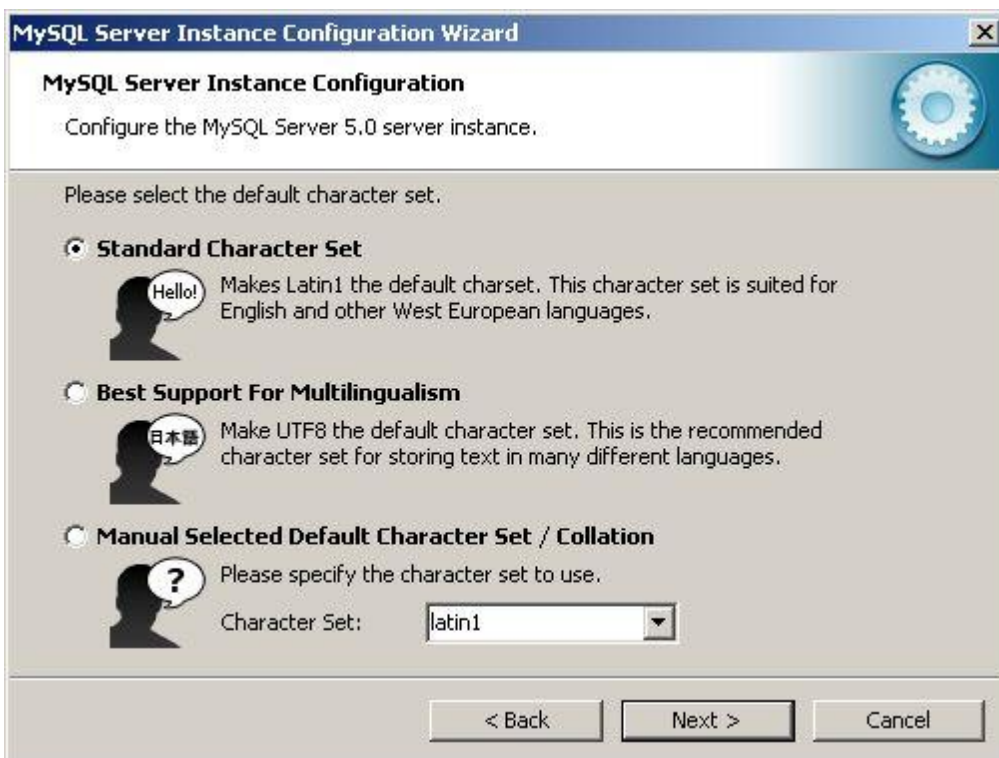 MySQL Server Instance Configuration Wizard
MySQL Server Instance Configuration
Configure the MySQL Server 5.0 server instance.
Please select the default character set.
Standard Character Set
Hello!
Makes Latin1 the default charset. This character set is suited for
English and other West European languages.
Best Support For Multilingualism
日本語
Make UTF8 the default character set. This is the recommended
character set for storing text in many different languages.
Manual Selected Default Character Set / Collation
?
Please specify the character set to use.
Character Set: latin1
< Back Next > Cancel